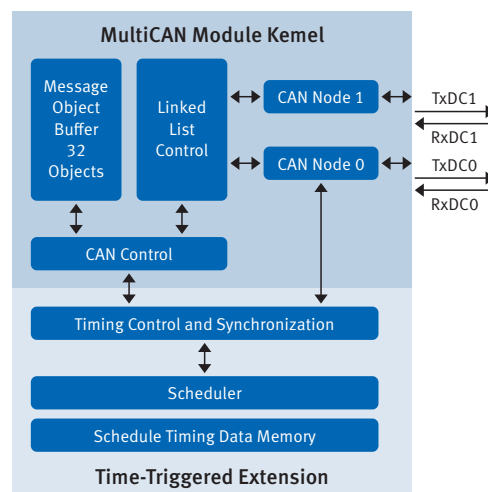 MultiCAN Module Kernel
Message
Object
Buffer
32
Objects
Linked
List
Control
CAN Node 1
CAN Node 0
TxDC1
RxDC1
TxDC0
RxDC0
CAN Control
Timing Control and Synchronization
Scheduler
Schedule Timing Data Memory
Time-Triggered Extension